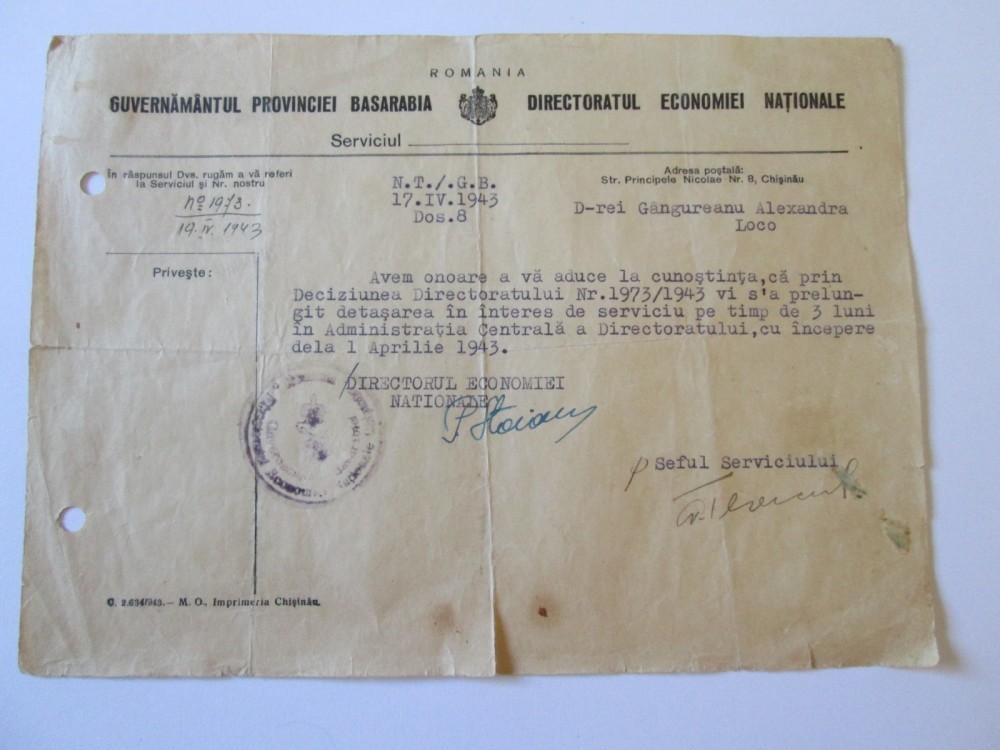 ROMANIA
GUVERNĂMÂNTUL PROVINCIEI BASARABIA DIRECTORATUL ECONOMIEI NAȚIONALE
Serviciul
În răspunsul Dvs. rugăm a vă referi
la Serviciul și Nr. nostru
No 1973.
19.IV.1943
N.T./.G.B.
17.IV.1943
Dos.8
Adresa poștală:
Str. Principele Nicolae Nr. 8, Chișinău
D-rei Gângureanu Alexandra
Loco
Privește:
Avem onoare a vă aduce la cunoștința,că prin
Deciziunea Directoratului Nr.1973/1943 vi s'a prelun-
git detașarea în interes de serviciu pe timp de 3 luni
în Administrația Centrală a Directoratului,cu începere
dela 1 Aprilie 1943.
DIRECTORUL ECONOMIEI
NATIONALE
Seful Serviciului
C. 2.634/943.— M. O., Imprimeria Chișinău.